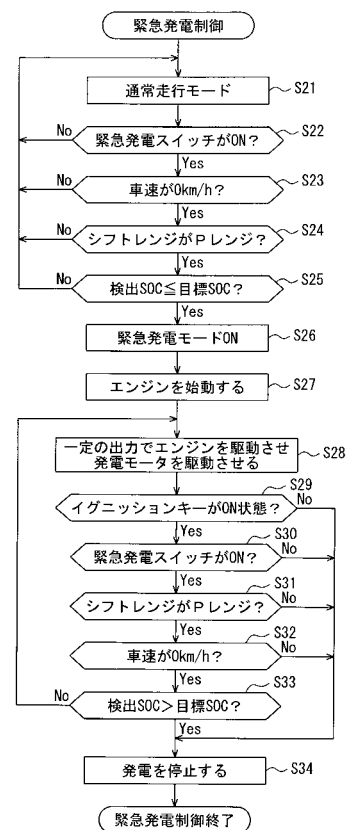 緊急発電制御
通常走行モード
S21
No
緊急発電スイッチがON?
S22
Yes
No
車速が0km/h?
S23
Yes
No
シフトレンジがPレンジ?
S24
Yes
No
検出SOC≦目標SOC?
S25
Yes
緊急発電モードON
S26
エンジンを始動する
S27
一定の出力でエンジンを駆動させ
発電モータを駆動させる
S28
S29
イグニッションキーがON状態?
No
Yes
S30
緊急発電スイッチがON?
No
Yes
S31
シフトレンジがPレンジ?
No
Yes
S32
車速が0km/h?
No
Yes
S33
No
検出SOC>目標SOC?
Yes
発電を停止する
S34
緊急発電制御終了